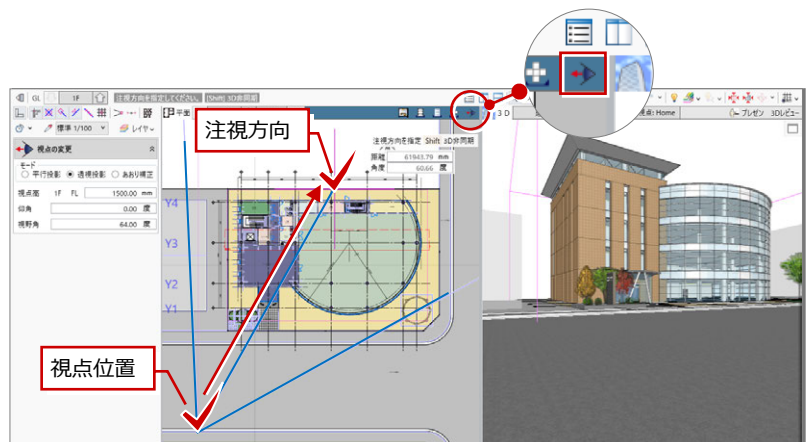 GL
1F
注視方向を指定してください。 [Shift] 3D非同期
標準 1/100
レイヤ
平面
3D
視点: Home
プレゼン
3Dレビュー
視点の変更
モード
平行投影
透視投影
あおり補正
視点高 1F FL 1500.00 mm
仰角 0.00 度
視野角 64.00 度
注視方向
注視方向を指定 Shift 3D非同期
距離 61943.79 mm
角度 60.66 度
Y4
Y3
Y2
Y1
視点位置